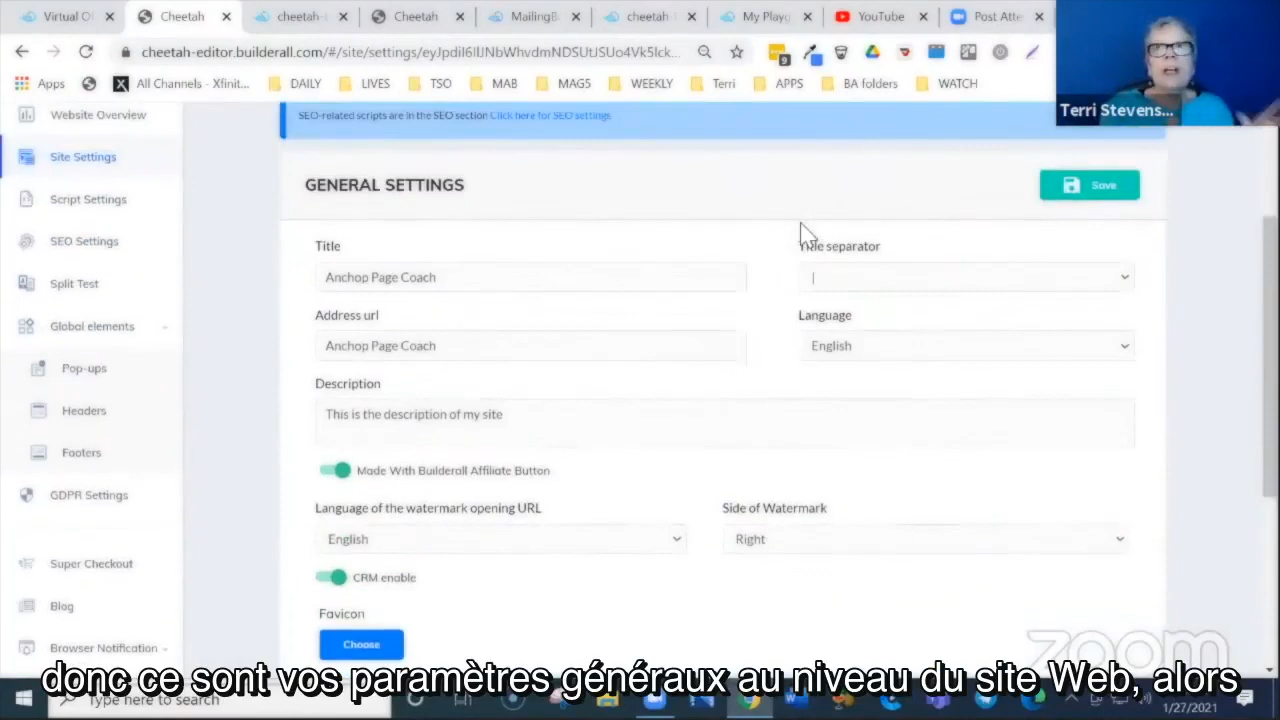 Virtual Of
Cheetah
cheetah-
Cheetah
MailingB
cheetah
My Playg
YouTube
Post Atte
cheetah-editor.builderall.com/#/site/settings/
9
Apps
All Channels - Xfinit...
DAILY
LIVES
TSO
MAB
MAG5
WEEKLY
Terri
APPS
BA folders
WATCH
Terri Stevens...
Website Overview
Site Settings
Script Settings
SEO Settings
Split Test
Global elements
Pop-ups
Headers
Footers
GDPR Settings
Super Checkout
Blog
Browser Notification
SEO-related scripts are in the SEO section Click here for SEO settings
GENERAL SETTINGS
Save
Title
Title separator
Anchop Page Coach
|
Address url
Language
Anchop Page Coach
English
Description
This is the description of my site
Made With Builderall Affiliate Button
Language of the watermark opening URL
Side of Watermark
English
Right
CRM enable
Favicon
Choose
zoom
donc ce sont vos paramètres généraux au niveau du site Web, alors
Type here to search
1/27/2021